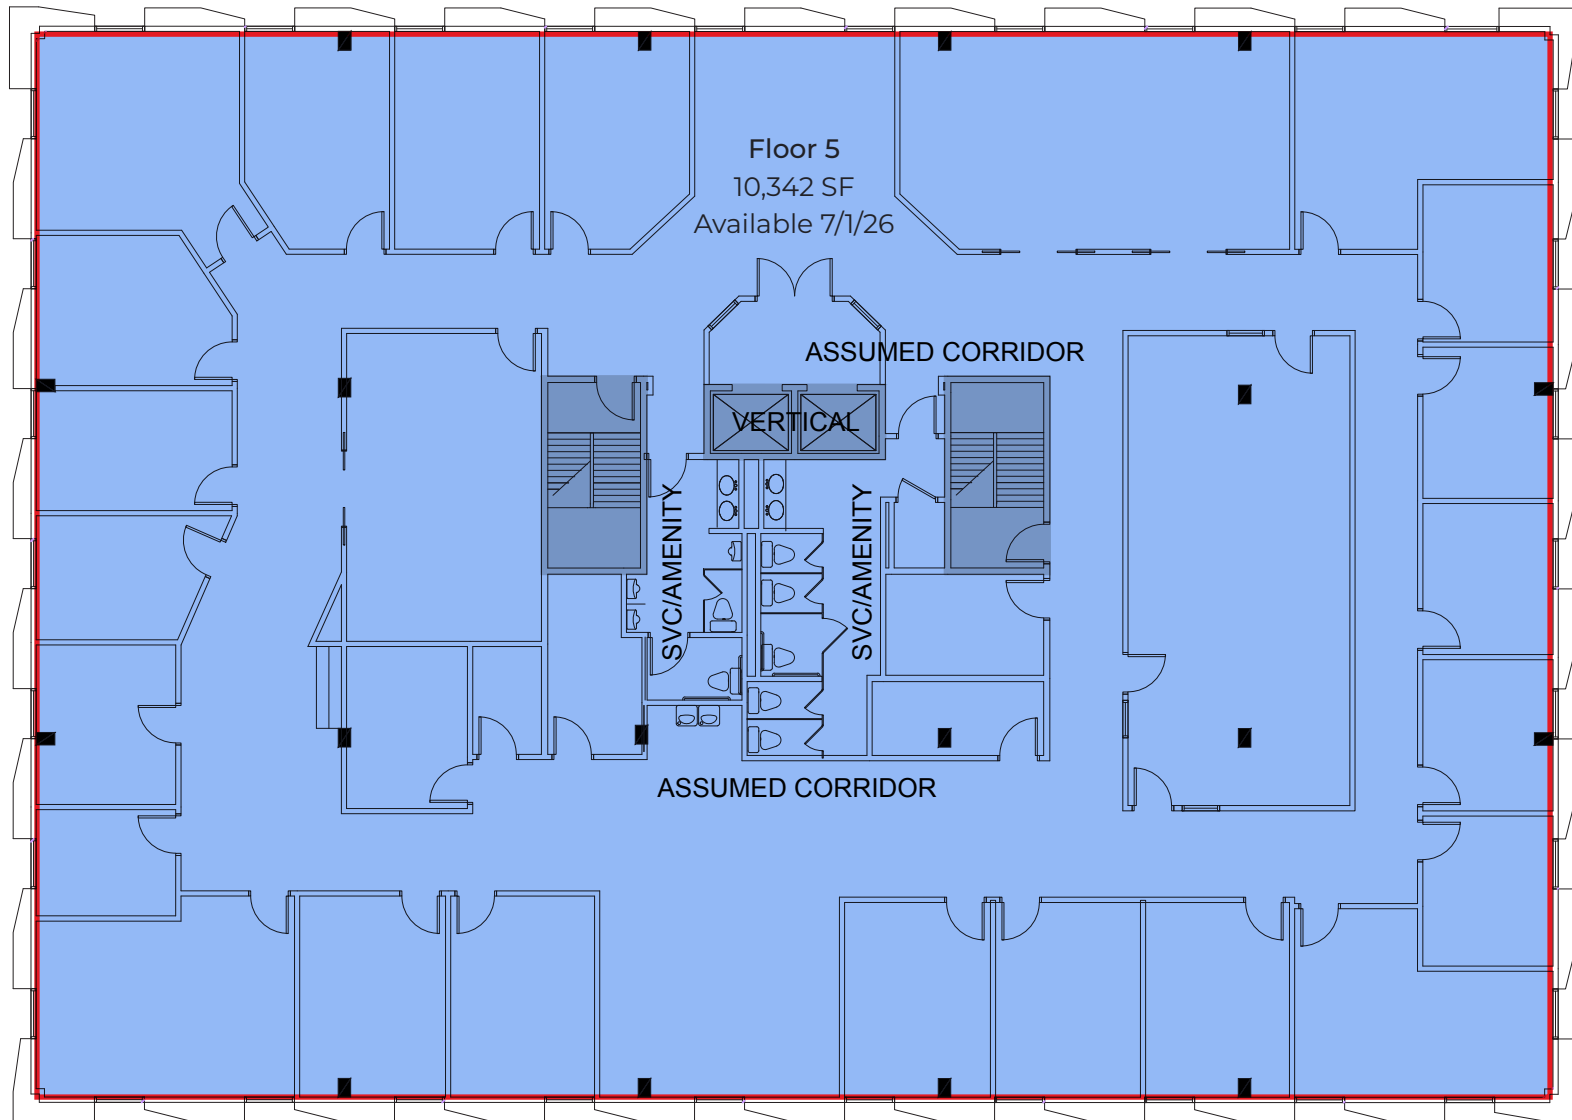 Floor 5
10,342 SF
Available 7/1/26
ASSUMED CORRIDOR
VERTICAL
SVC/AMENITY
SVC/AMENITY
ASSUMED CORRIDOR